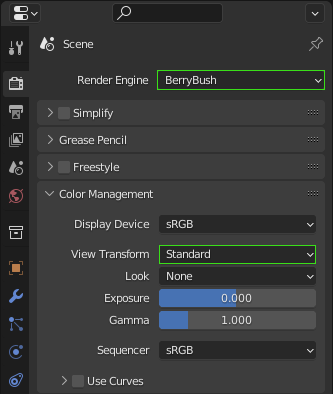 Scene
Render Engine BerryBush
Simplify
Grease Pencil
Freestyle
Color Management
Display Device sRGB
View Transform Standard
Look None
Exposure 0.000
Gamma 1.000
Sequencer sRGB
Use Curves